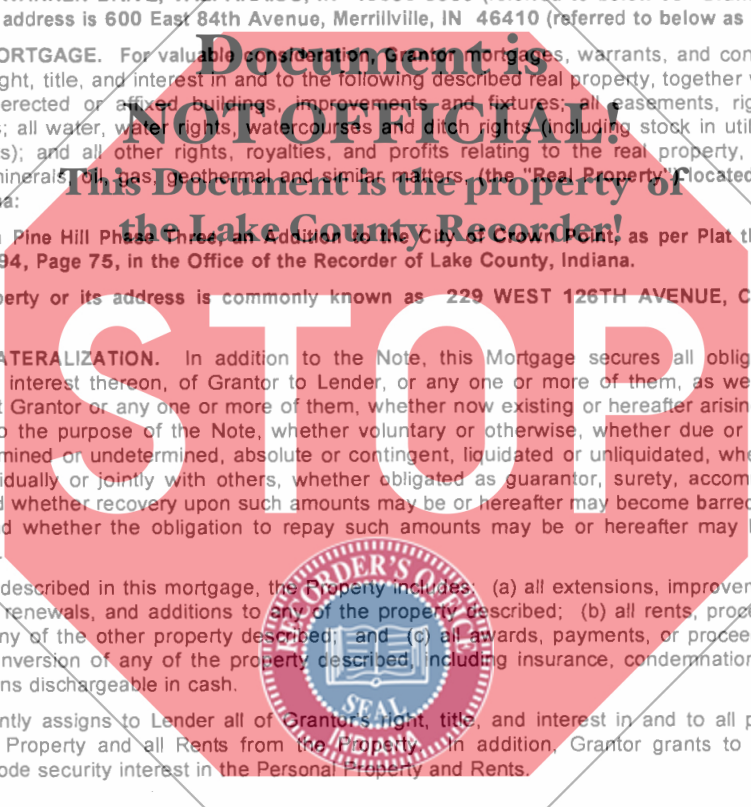 address is 600 East 84th Avenue, Merrillville, IN 46410 (referred to below as
ORTGAGE. For valuable consideration, Grantor mortgages, warrants, and con
ght, title, and interest in and to the following described real property, together
erected or affixed buildings, improvements and fixtures; all easements, rig
; all water, water rights, watercourses and ditch rights (including stock in util
s); and all other rights, royalties, and profits relating to the real property,
minerals, oil, gas, geothermal and similar matters, (the "Real Property") located
a:
Pine Hill Phase Three, an Addition to the City of Crown Point, as per Plat th
94, Page 75, in the Office of the Recorder of Lake County, Indiana.
perty or its address is commonly known as 229 WEST 126TH AVENUE, C
ATERALIZATION. In addition to the Note, this Mortgage secures all oblig
interest thereon, of Grantor to Lender, or any one or more of them, as we
t Grantor or any one or more of them, whether now existing or hereafter arisin
o the purpose of the Note, whether voluntary or otherwise, whether due or
mined or undetermined, absolute or contingent, liquidated or unliquidated, whe
idually or jointly with others, whether obligated as guarantor, surety, accom
d whether recovery upon such amounts may be or hereafter may become barred
d whether the obligation to repay such amounts may be or hereafter may
described in this mortgage, the Property includes: (a) all extensions, improver
renewals, and additions to any of the property described; (b) all rents, proc
ny of the other property described; and (c) all awards, payments, or procee
nversion of any of the property described, including insurance, condemnation
ns dischargeable in cash.
ntly assigns to Lender all of Grantor's right, title, and interest in and to all p
Property and all Rents from the Property. In addition, Grantor grants to
ode security interest in the Personal Property and Rents.
Document is
NOT OFFICIAL!
This Document is the property of
the Lake County Recorder!
STOP
RECORDER'S OFFICE
SEAL
INDIANA